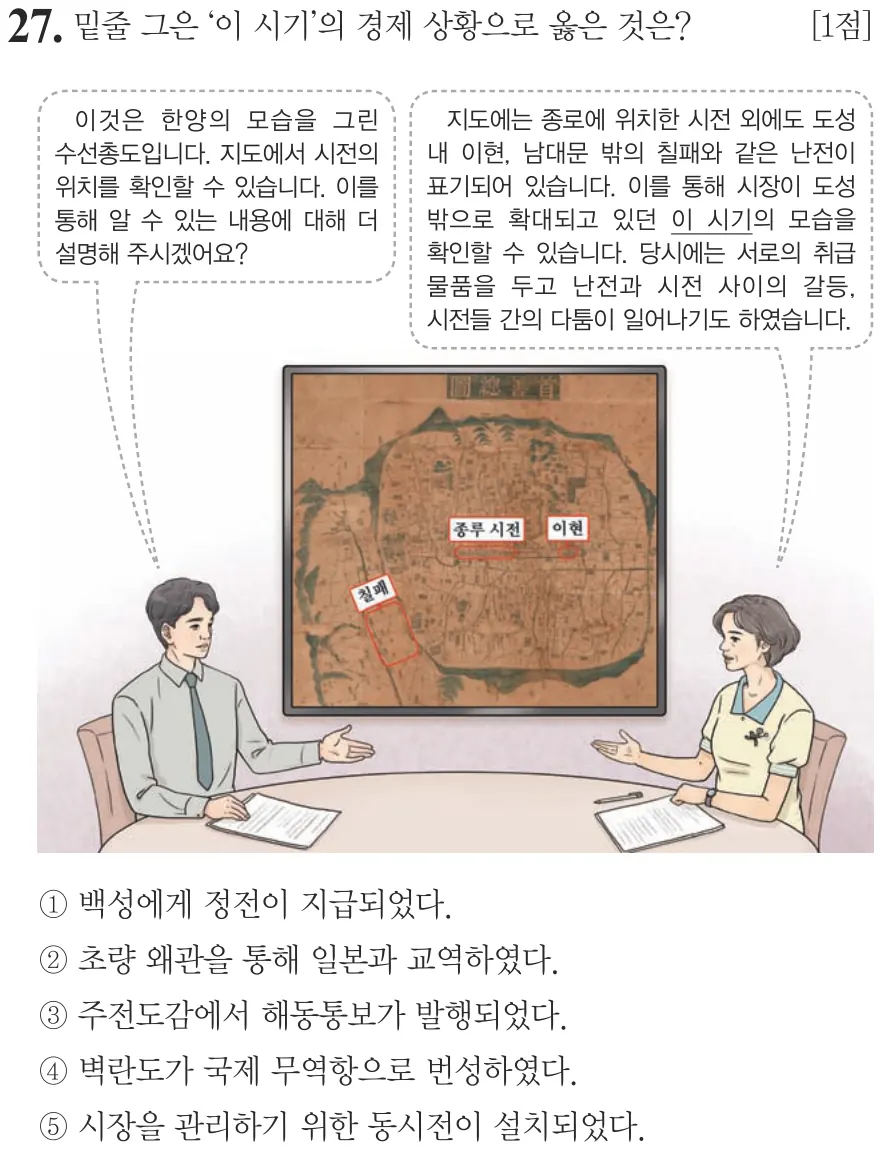 27. 밑줄 그은 ‘이 시기’의 경제 상황으로 옳은 것은? [1점]
이것은 한양의 모습을 그린
수선총도입니다. 지도에서 시전의
위치를 확인할 수 있습니다. 이를
통해 알 수 있는 내용에 대해 더
설명해 주시겠어요?
지도에는 종로에 위치한 시전 외에도 도성
내 이현, 남대문 밖의 칠패와 같은 난전이
표기되어 있습니다. 이를 통해 시장이 도성
밖으로 확대되고 있던 이 시기의 모습을
확인할 수 있습니다. 당시에는 서로의 취급
물품을 두고 난전과 시전 사이의 갈등,
시전들 간의 다툼이 일어나기도 하였습니다.
종루 시전
이현
칠패
① 백성에게 정전이 지급되었다.
② 초량 왜관을 통해 일본과 교역하였다.
③ 주전도감에서 해동통보가 발행되었다.
④ 벽란도가 국제 무역항으로 번성하였다.
⑤ 시장을 관리하기 위한 동시전이 설치되었다.